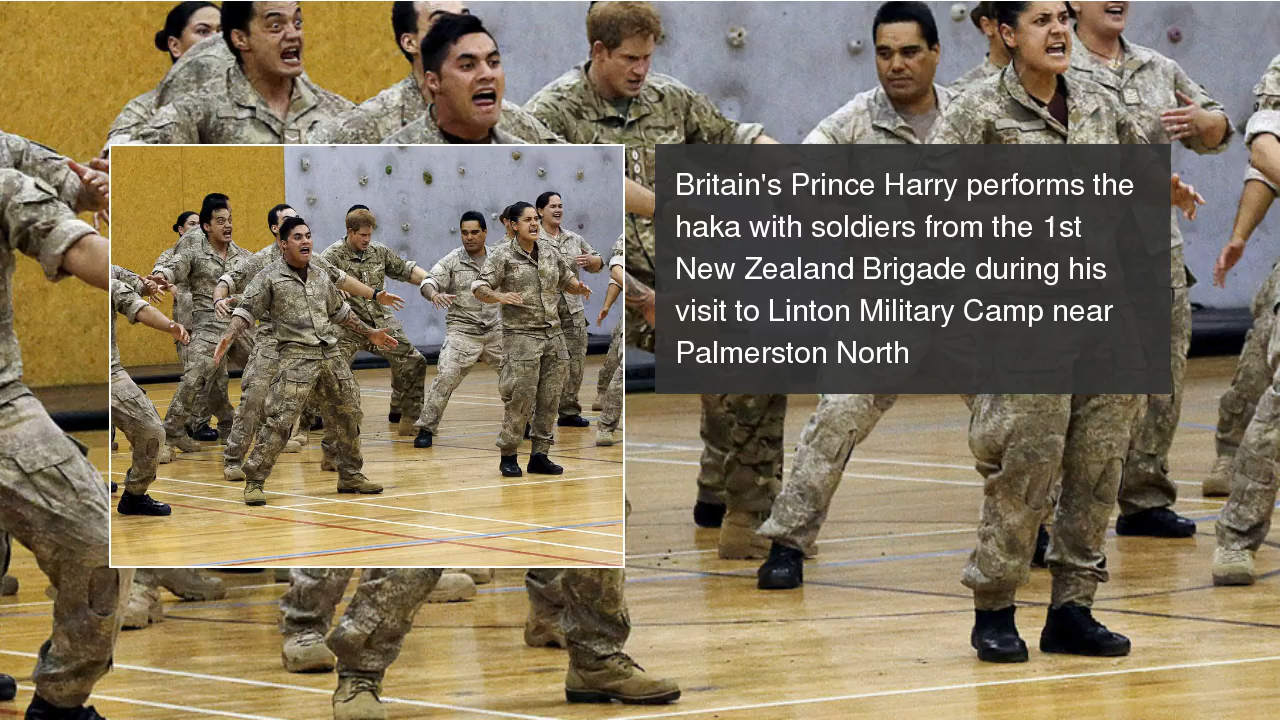 Britain's Prince Harry performs the
haka with soldiers from the 1st
New Zealand Brigade during his
visit to Linton Military Camp near
Palmerston North